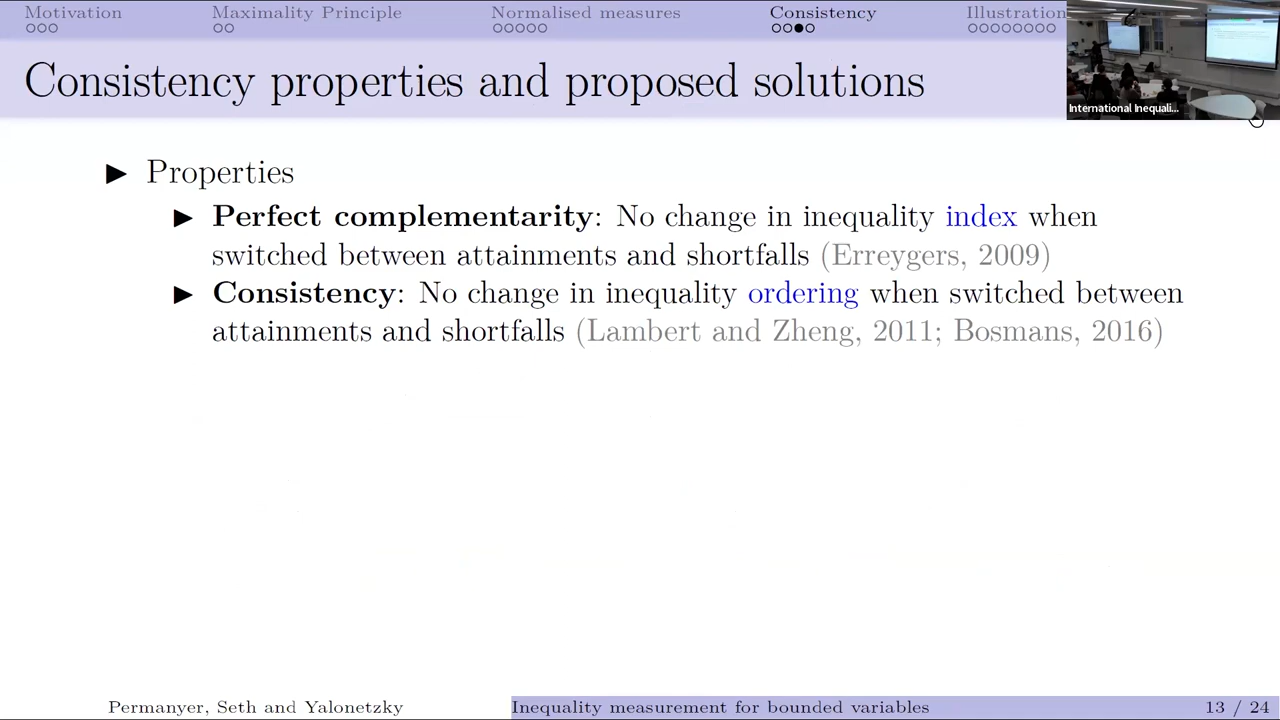 Motivation Maximality Principle Normalised measures Consistency Illustration
Consistency properties and proposed solutions
International Inequali...
▶ Properties
▶ Perfect complementarity: No change in inequality index when
switched between attainments and shortfalls (Erreygers, 2009)
▶ Consistency: No change in inequality ordering when switched between
attainments and shortfalls (Lambert and Zheng, 2011; Bosmans, 2016)
Permanyer, Seth and Yalonetzky Inequality measurement for bounded variables 13 / 24